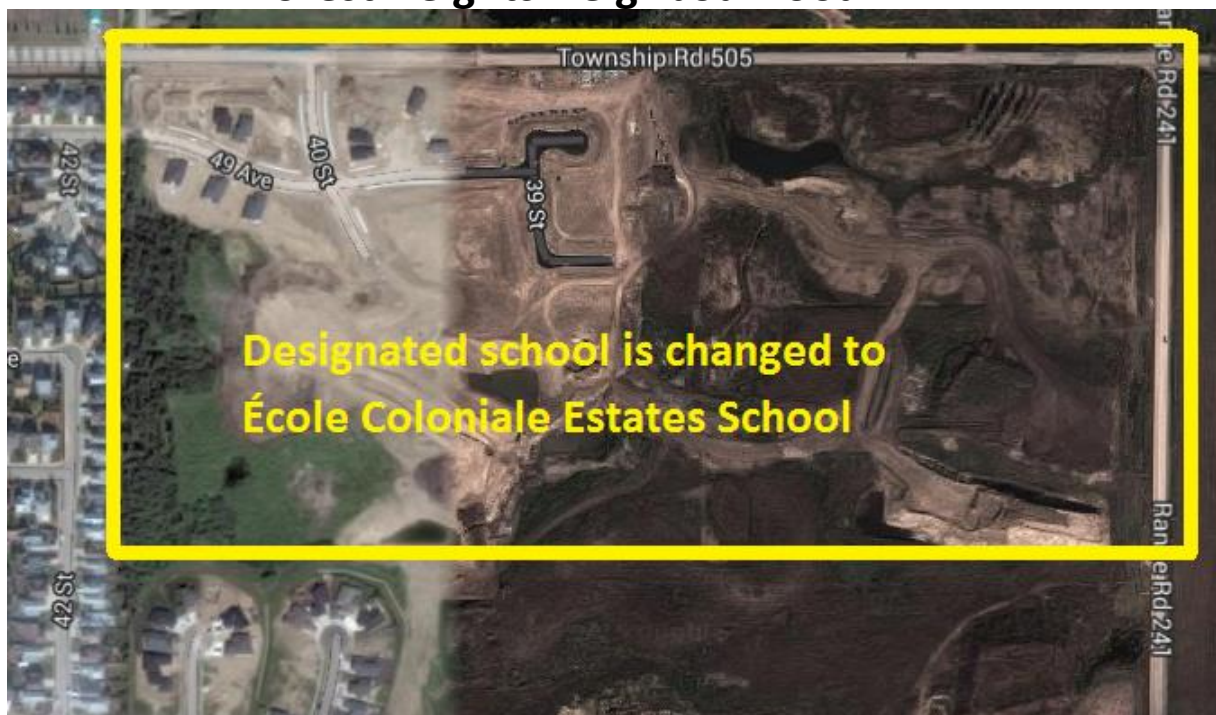 Township Rd 505
Range Rd 241
42 St
49 Ave
40 St
39 St
Designated school is changed to
École Coloniale Estates School
42 St
Range Rd 241